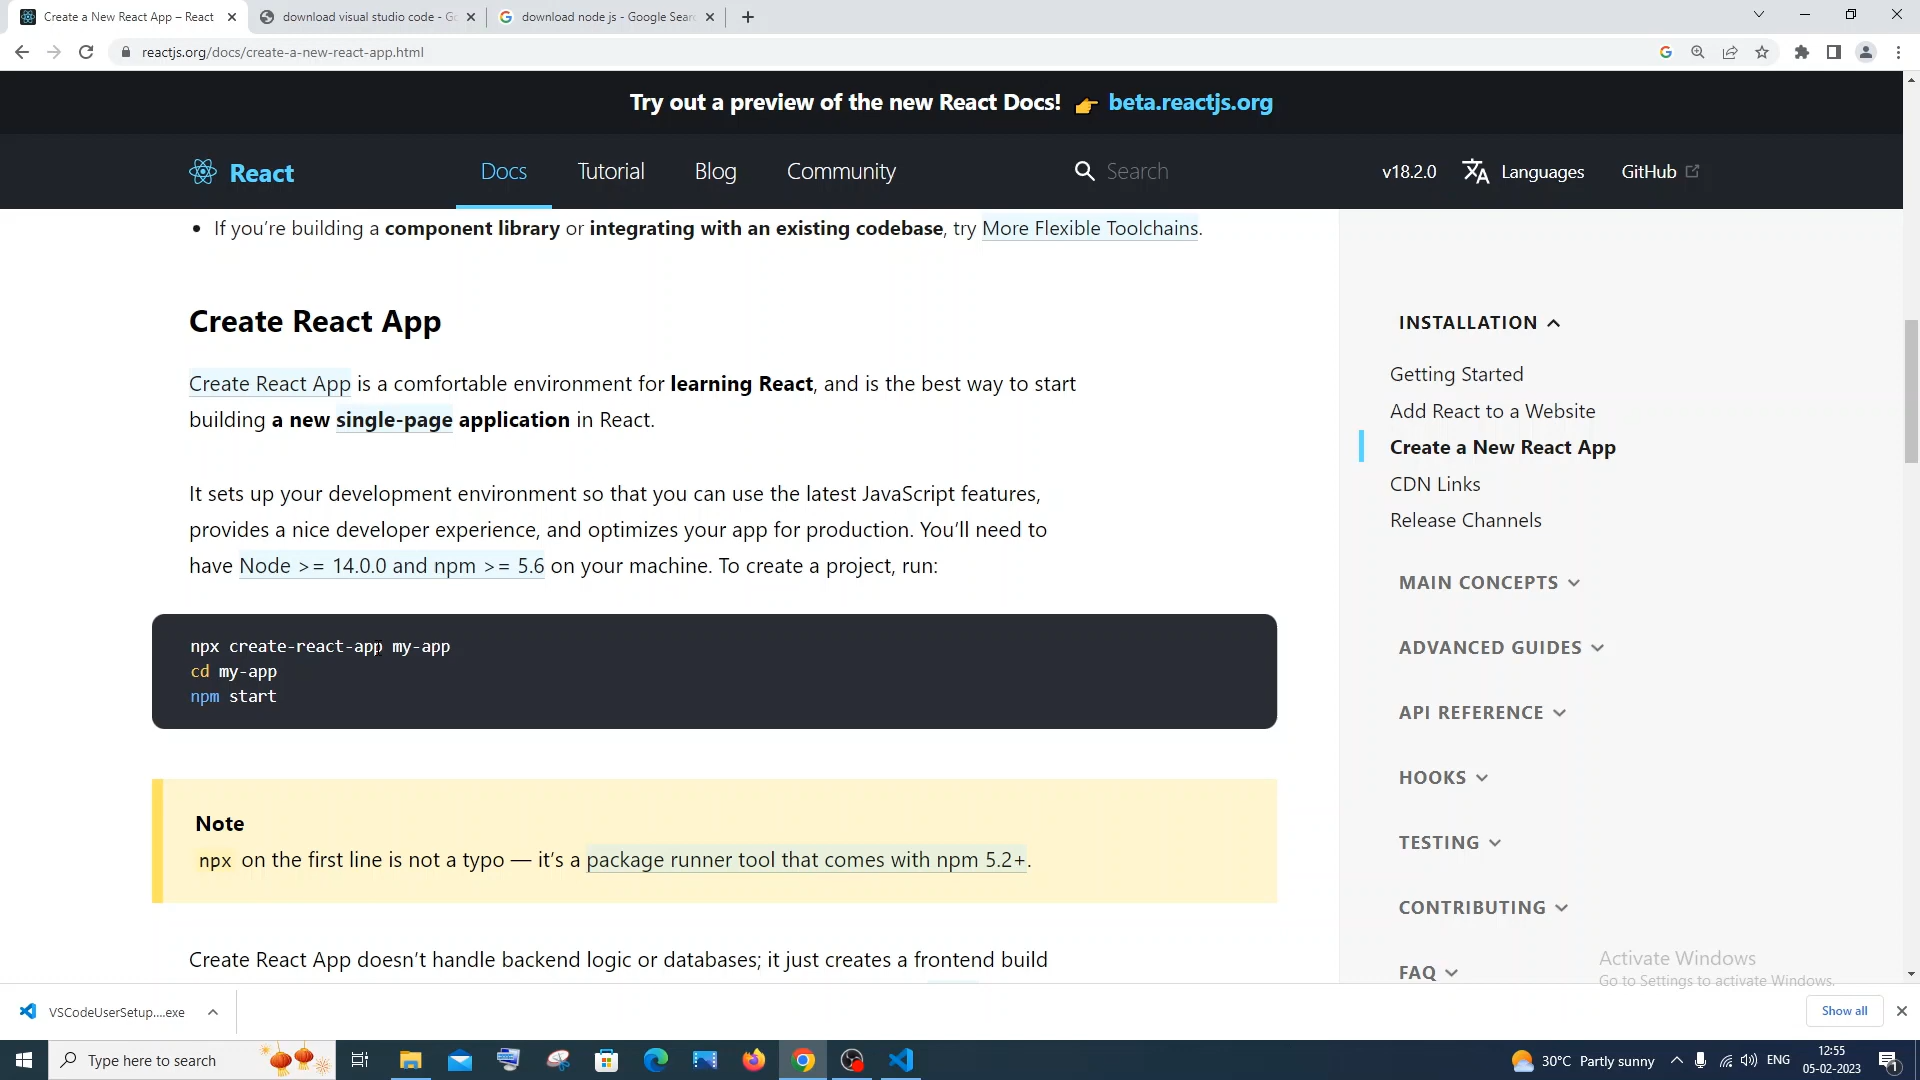 Create a New React App – React
download visual studio code - Go
download node js - Google Sear
reactjs.org/docs/create-a-new-react-app.html
Try out a preview of the new React Docs! 👉 beta.reactjs.org
React
Docs
Tutorial
Blog
Community
Search
v18.2.0
Languages
GitHub
• If you’re building a component library or integrating with an existing codebase, try More Flexible Toolchains.
Create React App
Create React App is a comfortable environment for learning React, and is the best way to start
building a new single-page application in React.
It sets up your development environment so that you can use the latest JavaScript features,
provides a nice developer experience, and optimizes your app for production. You’ll need to
have Node >= 14.0.0 and npm >= 5.6 on your machine. To create a project, run:
npx create-react-app my-app
cd my-app
npm start
Note
npx on the first line is not a typo — it’s a package runner tool that comes with npm 5.2+.
Create React App doesn’t handle backend logic or databases; it just creates a frontend build
INSTALLATION
Getting Started
Add React to a Website
Create a New React App
CDN Links
Release Channels
MAIN CONCEPTS
ADVANCED GUIDES
API REFERENCE
HOOKS
TESTING
CONTRIBUTING
FAQ
Activate Windows
Go to Settings to activate Windows.
VSCodeUserSetup....exe
Show all
Type here to search
30°C Partly sunny
ENG
12:55
05-02-2023
1